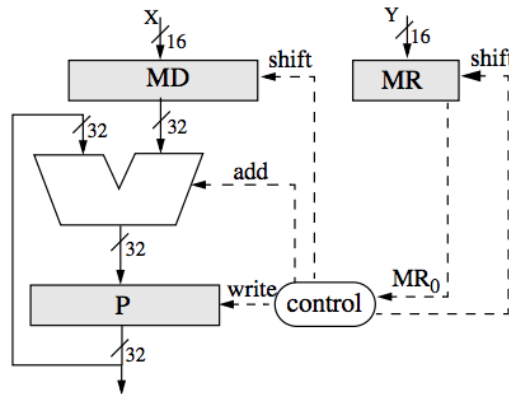 X
16
Y
16
MD
shift
MR
shift
32
32
add
32
P
write
control
MR0
32